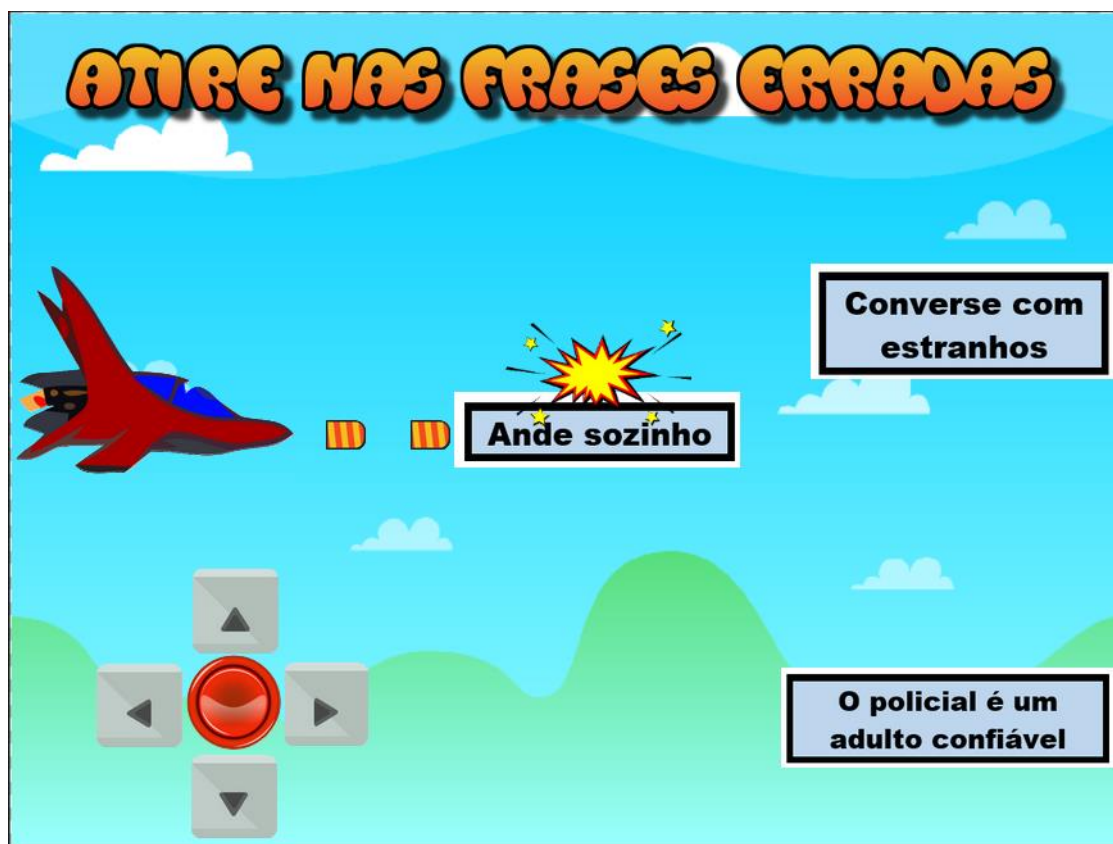 ATIRE NAS FRASES ERRADAS
Converse com
estranhos
Ande sozinho
O policial é um
adulto confiável